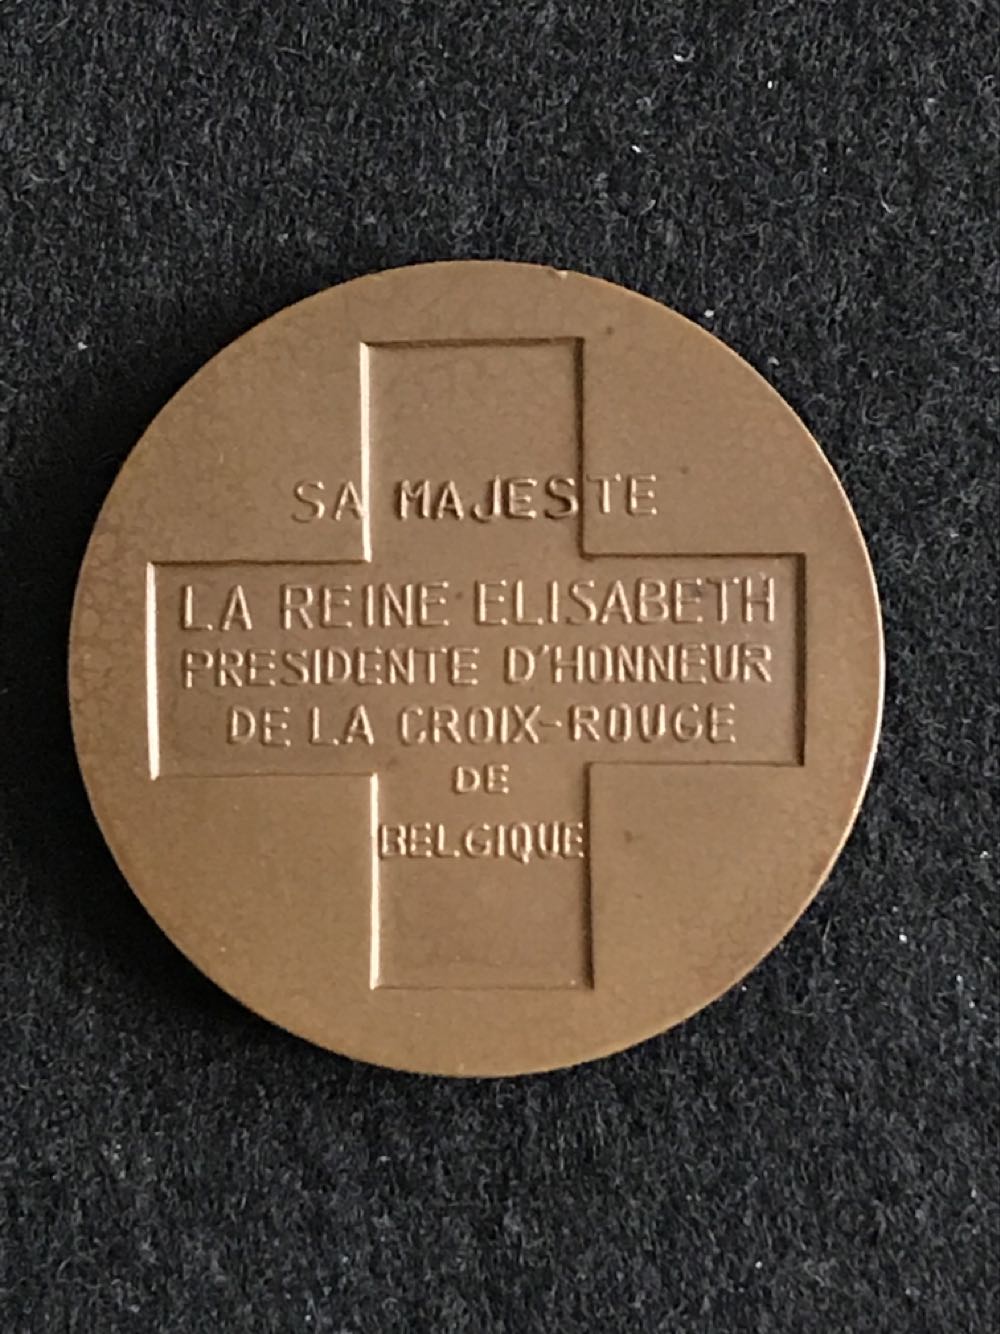 SA MAJESTE
LA REINE ELISABETH
PRESIDENTE D'HONNEUR
DE LA CROIX-ROUGE
DE
BELGIQUE